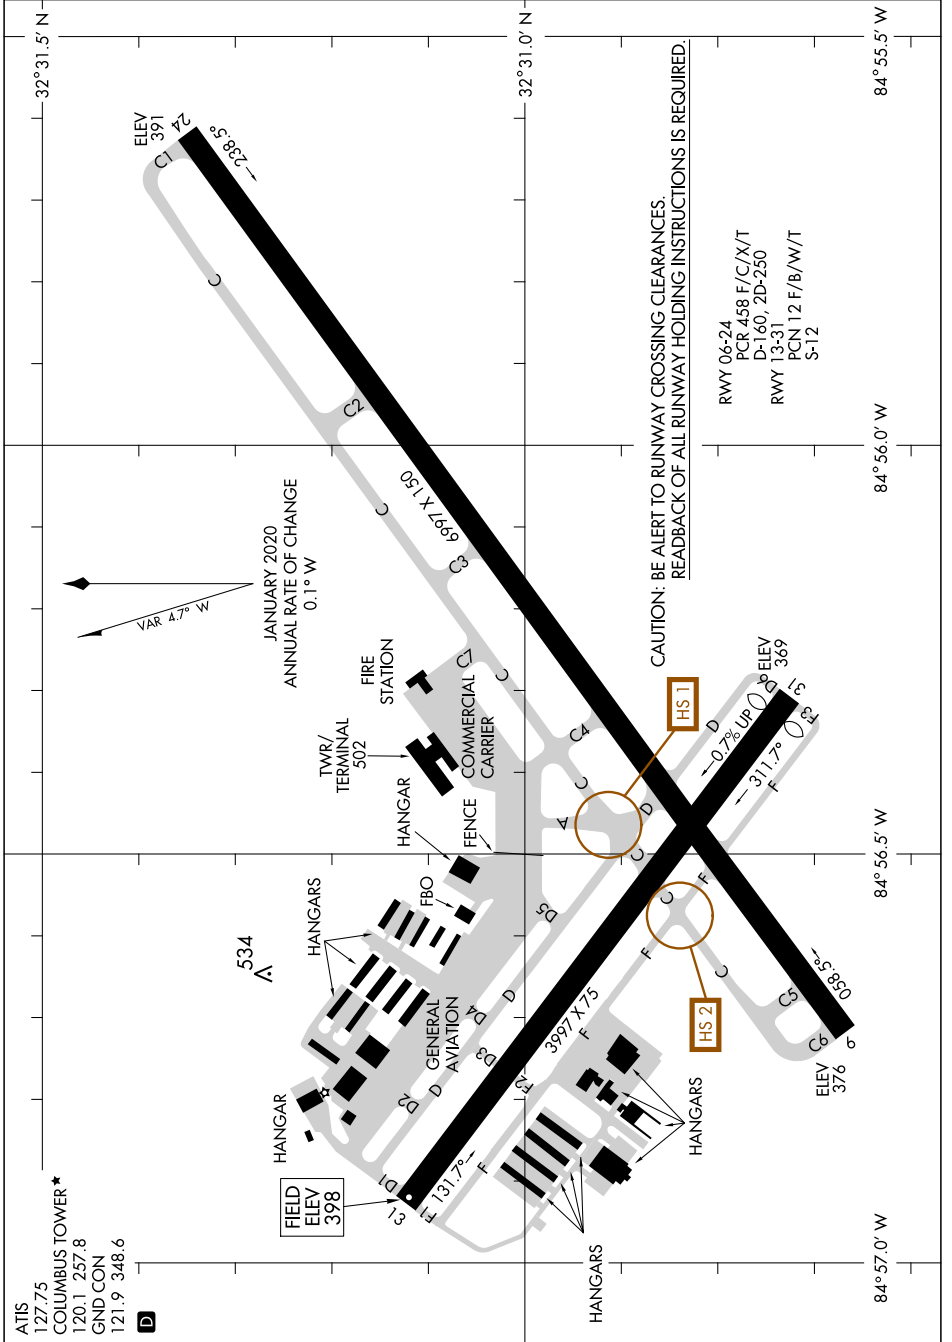 ATIS
127.75
COLUMBUS TOWER★
120.1 257.8
GND CON
121.9 348.6
D
32°31.5' N
32°31.0' N
84°55.5' W
84°56.0' W
84°56.5' W
84°57.0' W
VAR 4.7° W
JANUARY 2020
ANNUAL RATE OF CHANGE
0.1° W
ELEV
391
24
238.5°
C1
C
C2
C
6997 X 150
C3
C7
C
C4
C
FIRE
STATION
TWR/
TERMINAL
502
COMMERCIAL
CARRIER
HANGAR
FENCE
FBO
HANGARS
534
GENERAL
AVIATION
HANGAR
FIELD
ELEV
398
13
D1
F1
131.7°
D2
D
D3
D4
D
D5
A
D
C
HS 1
D
0.7% UP
D6
ELEV
369
31
F3
311.7°
F
F
C
F
HS 2
C
C5
058.5°
C6
9
ELEV
376
3997 X 75
F2
F
F
HANGARS
HANGARS
CAUTION: BE ALERT TO RUNWAY CROSSING CLEARANCES.
READBACK OF ALL RUNWAY HOLDING INSTRUCTIONS IS REQUIRED.
RWY 06-24
PCR 458 F/C/X/T
D-160, 2D-250
RWY 13-31
PCN 12 F/B/W/T
S-12